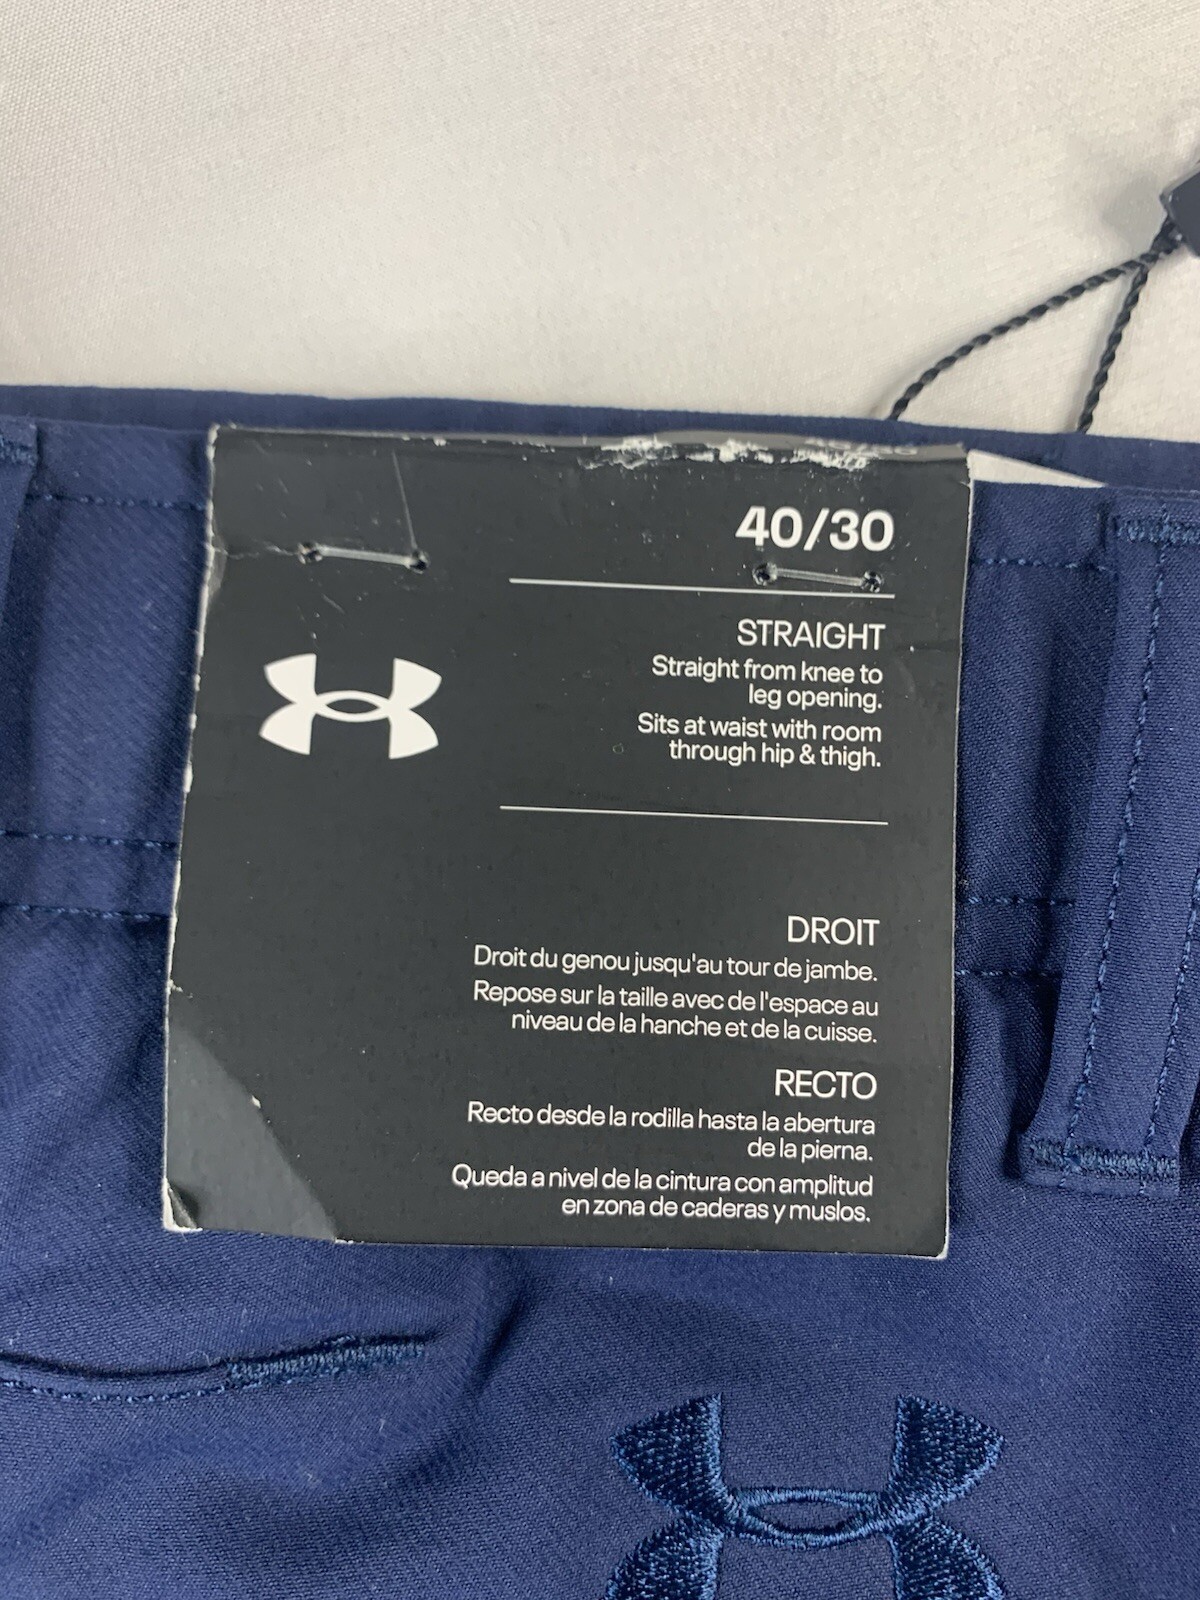 40/30
STRAIGHT
Straight from knee to
leg opening.
Sits at waist with room
through hip & thigh.
DROIT
Droit du genou jusqu'au tour de jambe.
Repose sur la taille avec de l'espace au
niveau de la hanche et de la cuisse.
RECTO
Recto desde la rodilla hasta la abertura
de la pierna.
Queda a nivel de la cintura con amplitud
en zona de caderas y muslos.